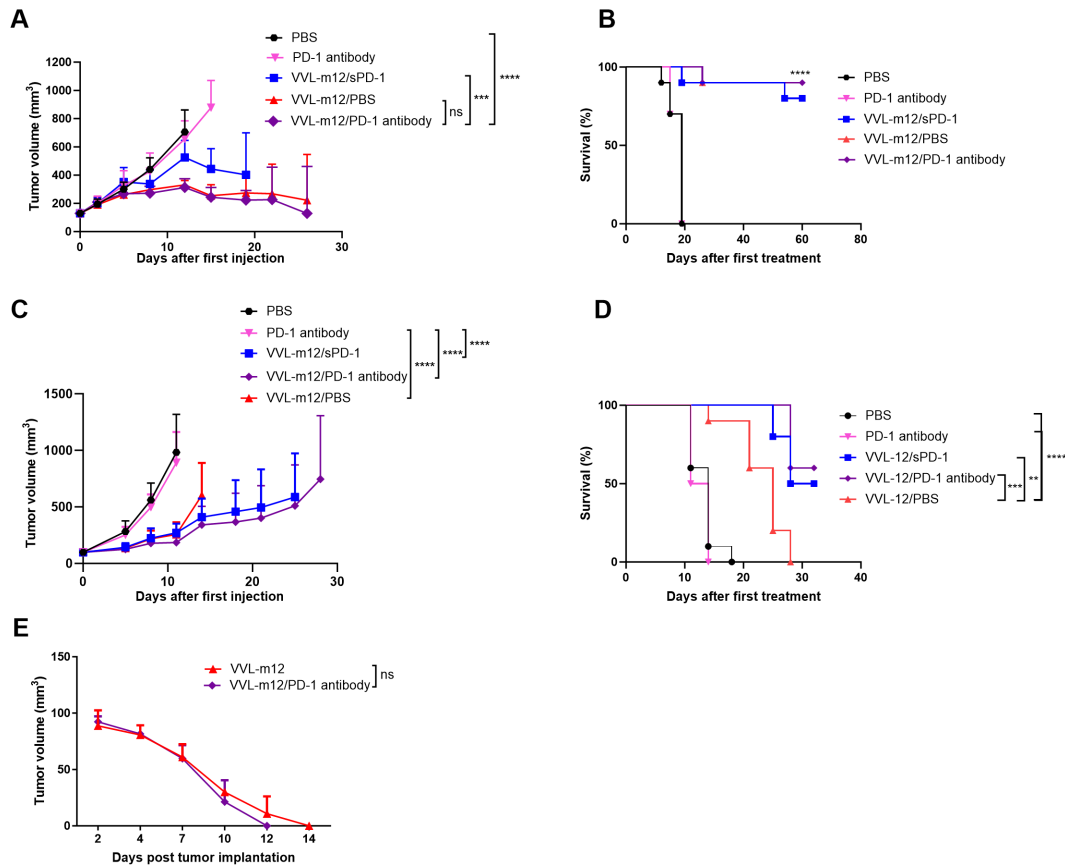 A
PBS
PD-1 antibody
VVL-m12/sPD-1
VVL-m12/PBS
VVL-m12/PD-1 antibody
ns
***
****
Tumor volume (mm3)
1200
1000
800
600
400
200
0
0
10
20
30
Days after first injection
B
****
PBS
PD-1 antibody
VVL-m12/sPD-1
VVL-m12/PBS
VVL-m12/PD-1 antibody
Survival (%)
100
50
0
0
20
40
60
80
Days after first treatment
C
PBS
PD-1 antibody
VVL-m12/sPD-1
VVL-m12/PD-1 antibody
VVL-m12/PBS
****
****
****
Tumor volume (mm3)
1500
1000
500
0
0
10
20
30
Days after first injection
D
PBS
PD-1 antibody
VVL-12/sPD-1
VVL-12/PD-1 antibody
VVL-12/PBS
***
**
****
Survival (%)
100
50
0
0
10
20
30
40
Days after first treatment
E
VVL-m12
VVL-m12/PD-1 antibody
ns
Tumor volume (mm3)
150
100
50
0
2
4
7
10
12
14
Days post tumor implantation